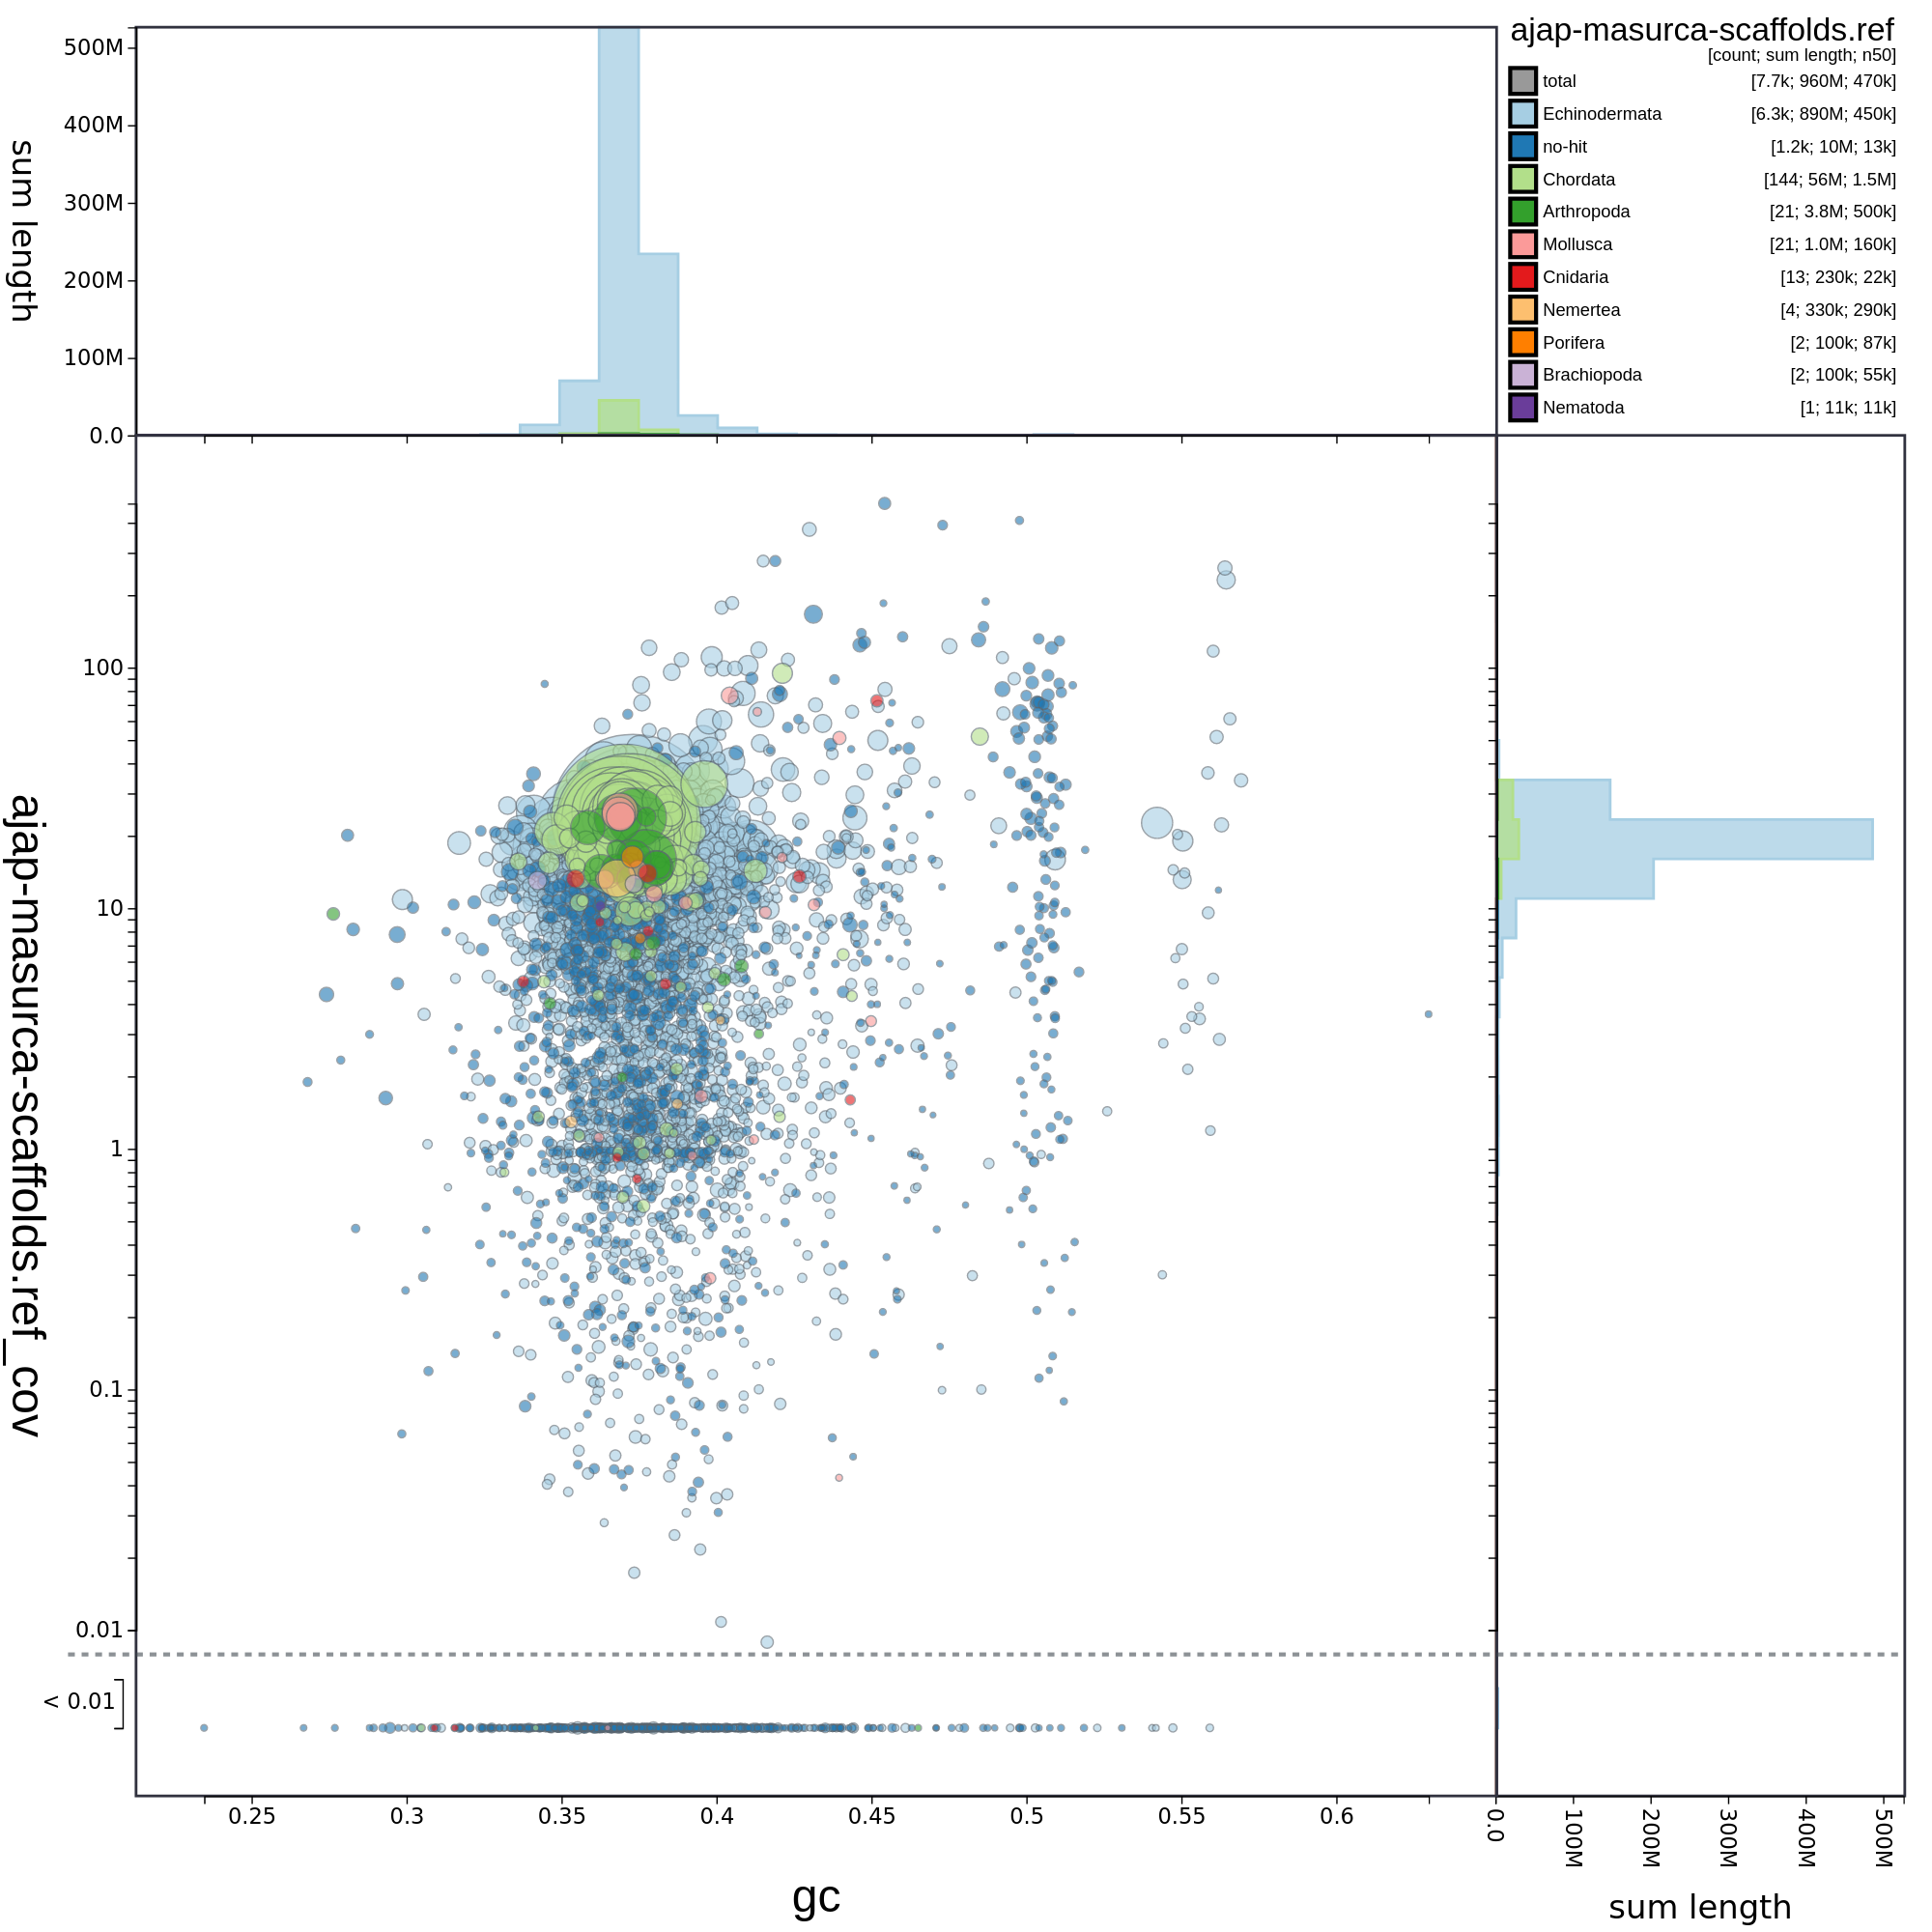 ajap-masurca-scaffolds.ref
[count; sum length; n50]
total [7.7k; 960M; 470k]
Echinodermata [6.3k; 890M; 450k]
no-hit [1.2k; 10M; 13k]
Chordata [144; 56M; 1.5M]
Arthropoda [21; 3.8M; 500k]
Mollusca [21; 1.0M; 160k]
Cnidaria [13; 230k; 22k]
Nemertea [4; 330k; 290k]
Porifera [2; 100k; 87k]
Brachiopoda [2; 100k; 55k]
Nematoda [1; 11k; 11k]
sum length
500M
400M
300M
200M
100M
0.0
ajap-masurca-scaffolds.ref_cov
100
10
1
0.1
0.01
< 0.01
0.25 0.3 0.35 0.4 0.45 0.5 0.55 0.6
gc
0.0 100M 200M 300M 400M 500M
sum length